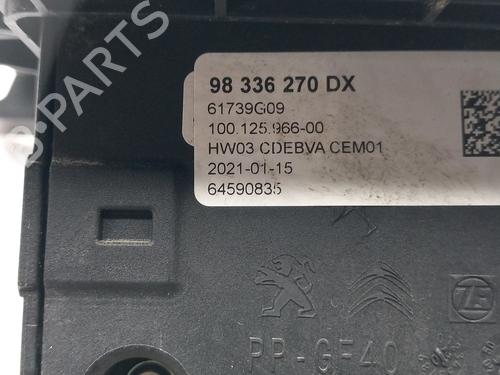 98 336 270 DX
61739G09
100.125.966-00
HW03 CDEBVA CEM01
2021-01-15
64590835
ZF
PP-GF40
B-PARTS